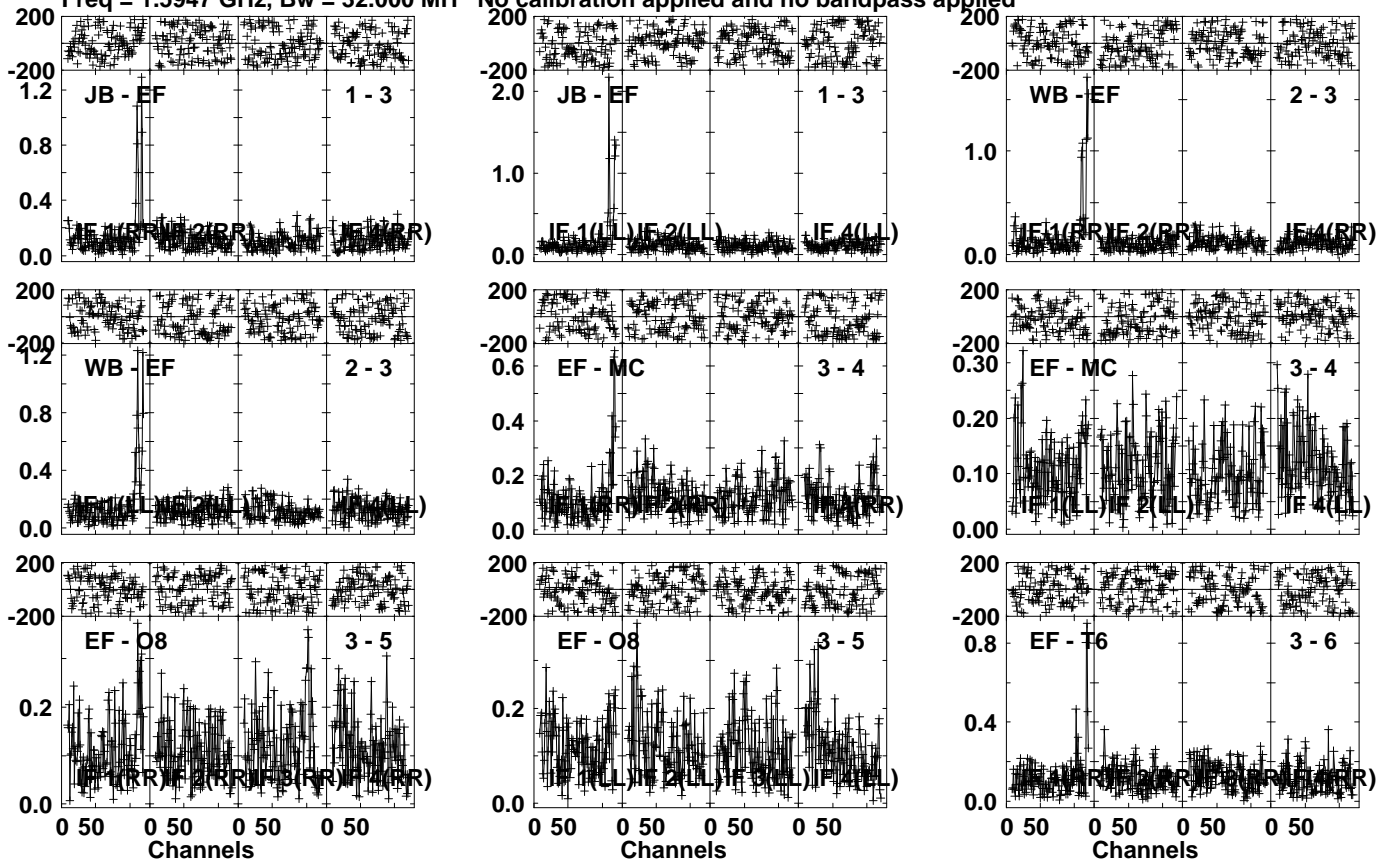 Freq = 1.5947 GHz, Bw = 32.000 MH No calibration applied and no bandpass applied
200
-200
1.2
0.8
0.4
0.0
JB - EF
1 - 3
IF 1(RR)
IF 2(RR)
IF 4(RR)
200
-200
2.0
1.0
0.0
JB - EF
1 - 3
IF 1(LL)
IF 2(LL)
IF 4(LL)
200
-200
1.0
0.0
WB - EF
2 - 3
IF 1(RR)
IF 2(RR)
IF 4(RR)
200
-200
1.2
0.8
0.4
0.0
WB - EF
2 - 3
IF 1(LL)
IF 2(LL)
IF 4(LL)
200
-200
0.6
0.4
0.2
0.0
EF - MC
3 - 4
IF 1(RR)
IF 2(RR)
IF 4(RR)
200
-200
0.30
0.20
0.10
0.00
EF - MC
3 - 4
IF 1(LL)
IF 2(LL)
IF 4(LL)
200
-200
0.2
0.0
EF - O8
3 - 5
IF 1(RR)
IF 2(RR)
IF 3(RR)
IF 4(RR)
0 50 0 50 0 50 0 50
Channels
200
-200
0.2
0.0
EF - O8
3 - 5
IF 1(LL)
IF 2(LL)
IF 3(LL)
IF 4(LL)
0 50 0 50 0 50 0 50
Channels
200
-200
0.8
0.4
0.0
EF - T6
3 - 6
IF 1(RR)
IF 2(RR)
IF 3(RR)
IF 4(RR)
0 50 0 50 0 50 0 50
Channels